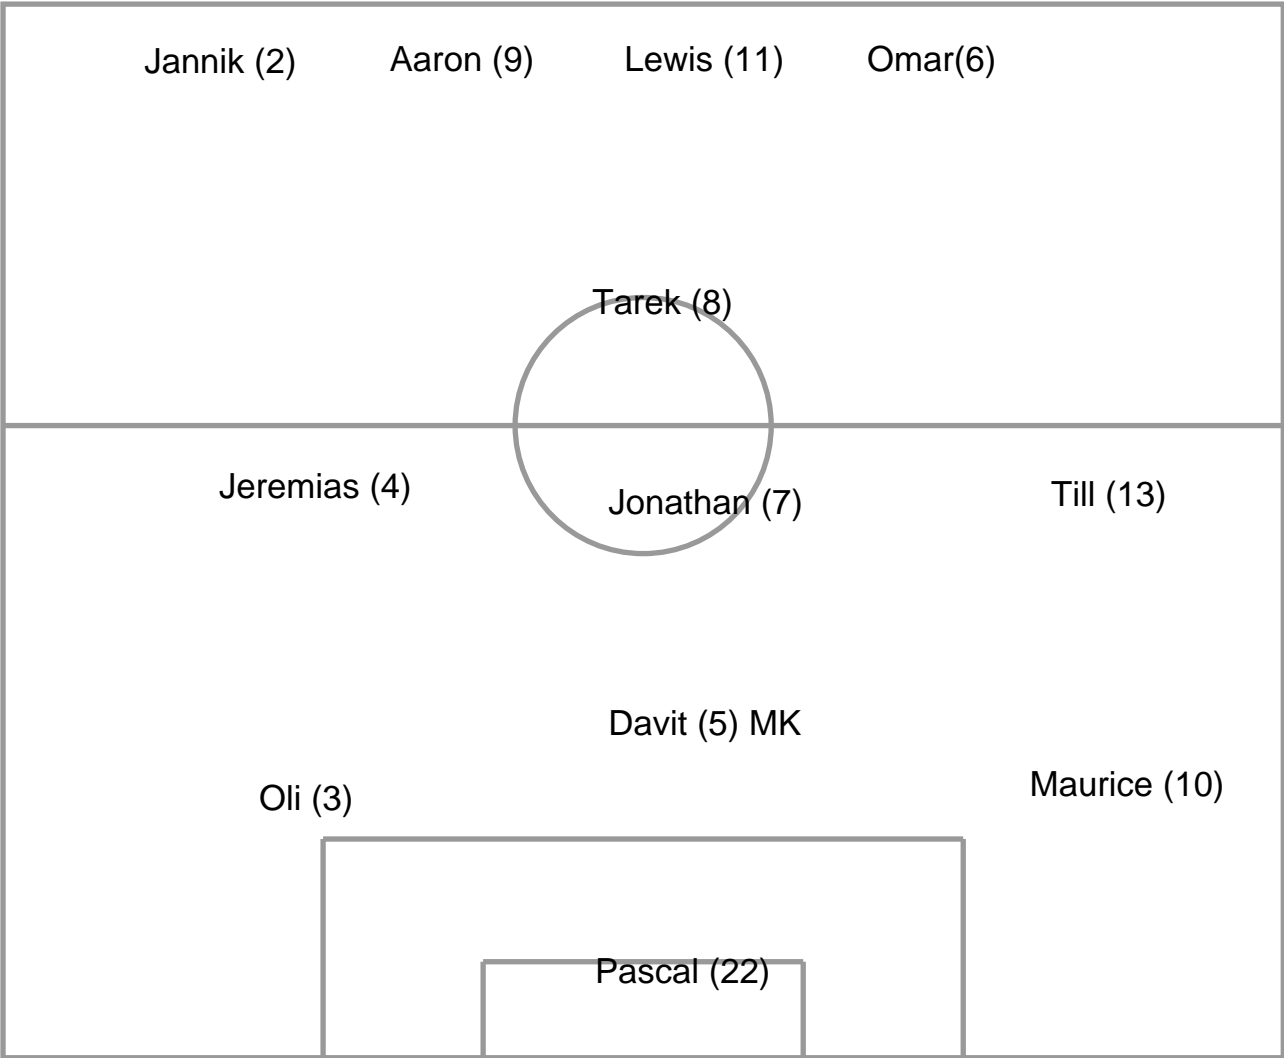 Jannik (2) Aaron (9) Lewis (11) Omar(6)
Tarek (8)
Jeremias (4) Jonathan (7) Till (13)
Davit (5) MK
Oli (3) Maurice (10)
Pascal (22)